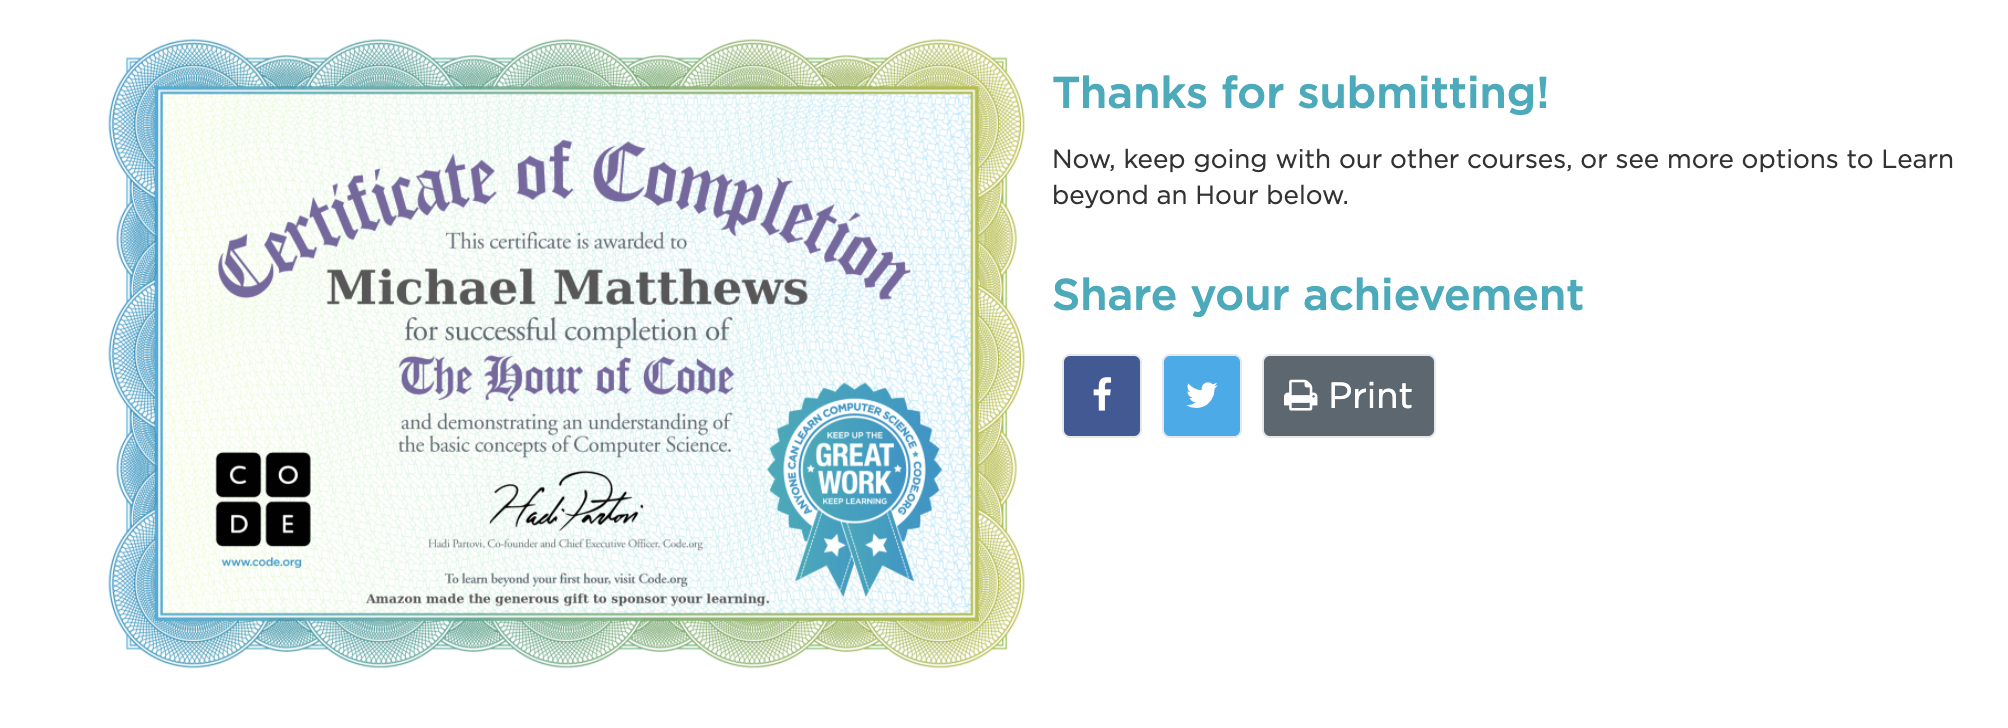 Certificate of Completion
This certificate is awarded to
Michael Matthews
for successful completion of
The Hour of Code
and demonstrating an understanding of
the basic concepts of Computer Science.
C O
D E
www.code.org
Hadi Partovi
Hadi Partovi, Co-founder and Chief Executive Officer, Code.org
To learn beyond your first hour, visit Code.org
Amazon made the generous gift to sponsor your learning.
ANYONE CAN LEARN COMPUTER SCIENCE ★ CODE.ORG
KEEP UP THE
GREAT
WORK
KEEP LEARNING
Thanks for submitting!
Now, keep going with our other courses, or see more options to Learn
beyond an Hour below.
Share your achievement
f
Print